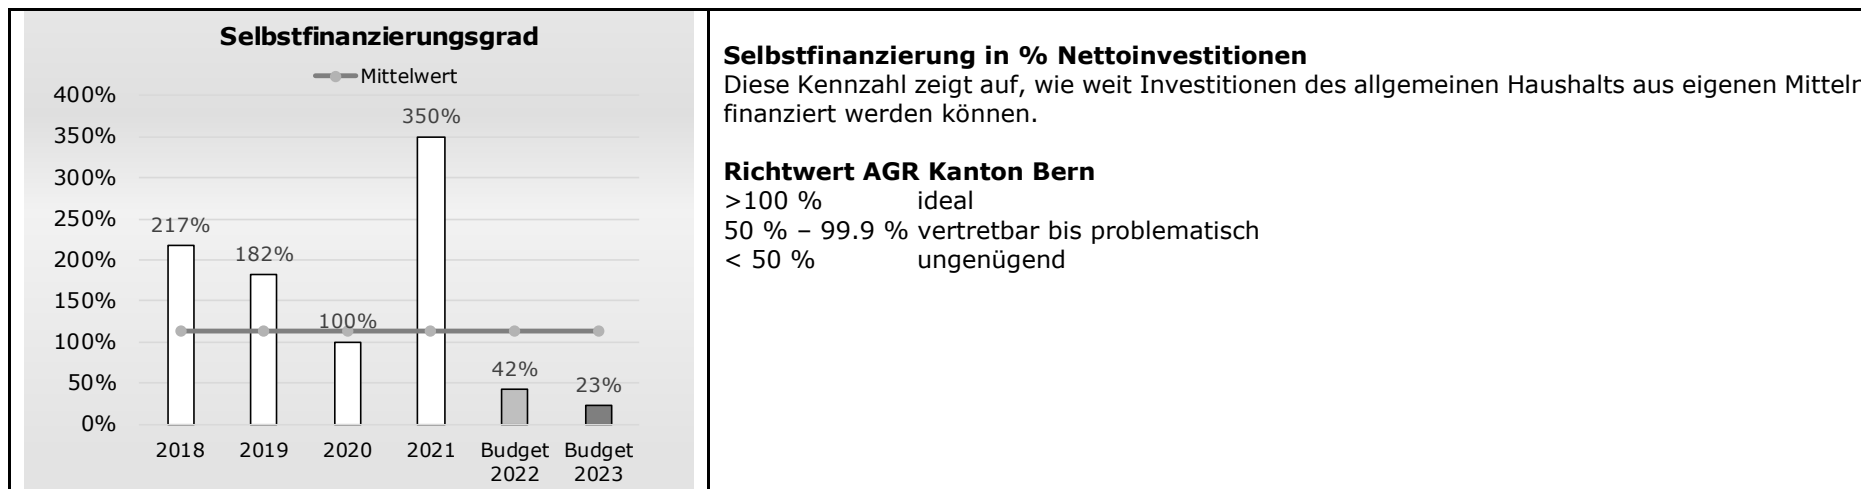 Selbstfinanzierungsgrad
Mittelwert
400%
350%
300%
250%
200%
150%
100%
50%
0%
217%
182%
100%
350%
42%
23%
2018 2019 2020 2021 Budget 2022 Budget 2023
Selbstfinanzierung in % Nettoinvestitionen
Diese Kennzahl zeigt auf, wie weit Investitionen des allgemeinen Haushalts aus eigenen Mitteln
finanziert werden können.
Richtwert AGR Kanton Bern
>100 % ideal
50 % – 99.9 % vertretbar bis problematisch
< 50 % ungenügend